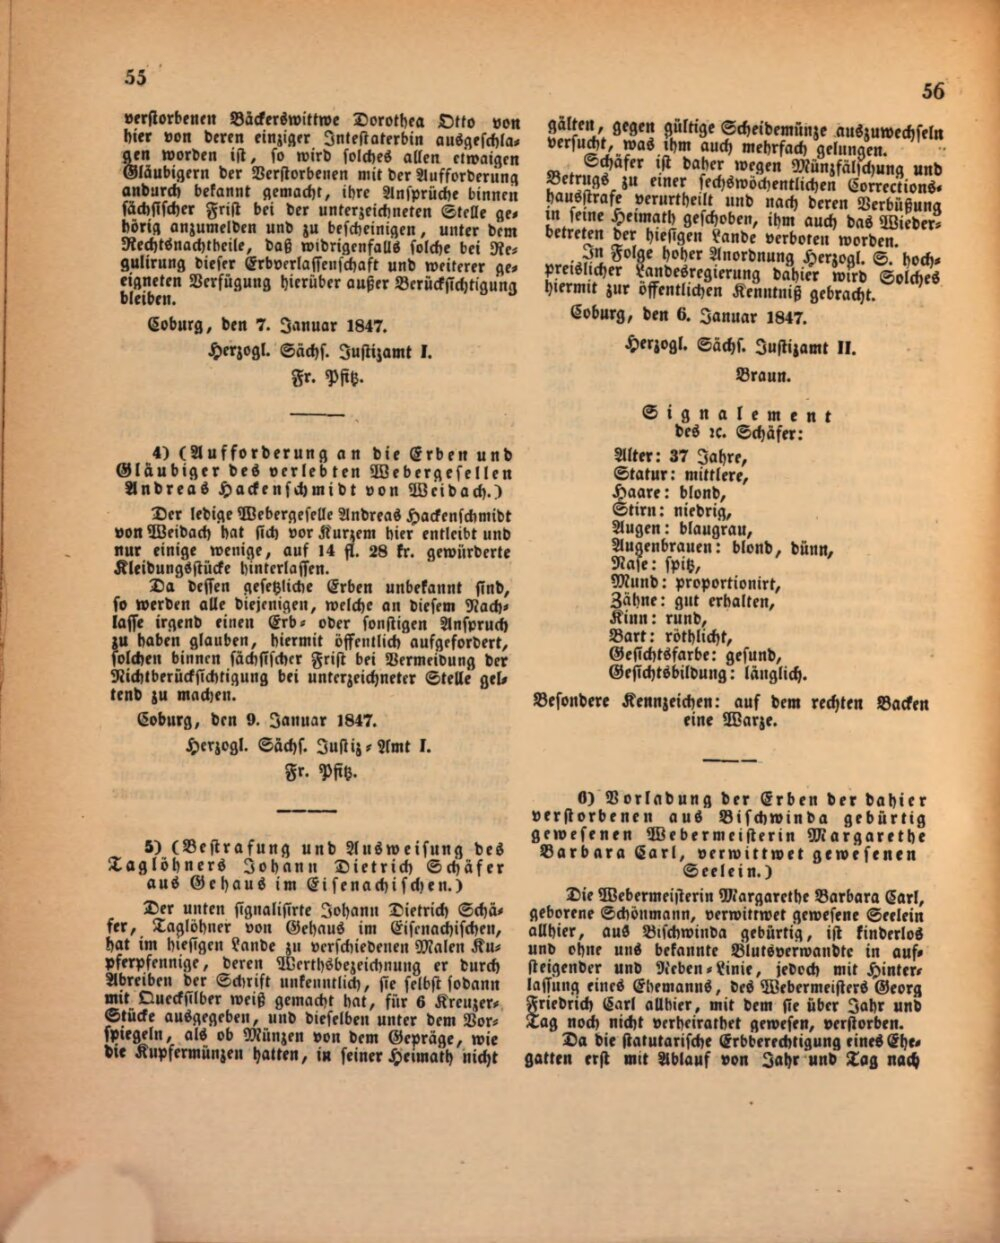 55
verstorbenen Bäckerswittwe Dorothea Otto von
hier von deren einziger Intestaterbin ausgeschla-
gen worden ist, so wird solches allen etwaigen
Gläubigern der Verstorbenen mit der Aufforderung
andurch bekannt gemacht, ihre Ansprüche binnen
sächsischer Frist bei der unterzeichneten Stelle ge-
hörig anzumelden und zu bescheinigen, unter dem
Rechtsnachtheile, daß widrigenfalls solche bei Re-
gulirung dieser Erbverlassenschaft und weiterer ge-
eigneten Verfügung hierüber außer Berücksichtigung
bleiben.
Coburg, den 7. Januar 1847.
Herzogl. Sächs. Justizamt I.
Fr. Pfitz.
4) (Aufforderung an die Erben und
Gläubiger des verlebten Webergesellen
Andreas Hackenschmidt von Weibach.)
Der ledige Webergeselle Andreas Hackenschmidt
von Weidach hat sich vor Kurzem hier entleibt und
nur einige wenige, auf 14 fl. 28 kr. gewürderte
Kleidungsstücke hinterlassen.
Da dessen gesetzliche Erben unbekannt sind,
so werden alle diejenigen, welche an diesem Nach-
lasse irgend einen Erb- oder sonstigen Anspruch
zu haben glauben, hiermit öffentlich aufgefordert,
solchen binnen sächsischer Frist bei Vermeidung der
Nichtberücksichtigung bei unterzeichneter Stelle gel-
tend zu machen.
Coburg, den 9. Januar 1847.
Herzogl. Sächs. Justiz-Amt I.
Fr. Pfitz.
5) (Bestrafung und Ausweisung des
Taglöhners Johann Dietrich Schäfer
aus Gehaus im Eisenachischen.)
Der unten signalisirte Johann Dietrich Schä-
fer, Taglöhner von Gehaus im Eisenachischen,
hat im hiesigen Lande zu verschiedenen Malen Ku-
pferpfennige, deren Werthsbezeichnung er durch
Abreiben der Schrift unkenntlich, sie selbst sodann
mit Quecksilber weiß gemacht hat, für 6 Kreuzer-
Stücke ausgegeben, und dieselben unter dem Vor-
spiegeln, als ob Münzen von dem Gepräge, wie
die Kupfermünzen hatten, in seiner Heimath nicht
56
gälten, gegen gültige Scheidemünze auszuwechseln
versucht, was ihm auch mehrfach gelungen.
Schäfer ist daher wegen Münzfälschung und
Betrugs zu einer sechswöchentlichen Corrections-
hausstrafe verurtheilt und nach deren Verbüßung
in seine Heimath geschoben, ihm auch das Wieder-
betreten der hiesigen Lande verboten worden.
In Folge hoher Anordnung Herzogl. S. hoch-
preislicher Landesregierung dahier wird Solches
hiermit zur öffentlichen Kenntniß gebracht.
Coburg, den 6. Januar 1847.
Herzogl. Sächs. Justizamt II.
Braun.
Signalement
des ꝛc. Schäfer:
Alter: 37 Jahre,
Statur: mittlere,
Haare: blond,
Stirn: niedrig,
Augen: blaugrau,
Augenbrauen: blond, dünn,
Nase: spitz,
Mund: proportionirt,
Zähne: gut erhalten,
Kinn: rund,
Bart: röthlicht,
Gesichtsfarbe: gesund,
Gesichtsbildung: länglich.
Besondere Kennzeichen: auf dem rechten Backen
eine Warze.
6) Vorladung der Erben der dahier
verstorbenen aus Bischwinda gebürtig
gewesenen Webermeisterin Margarethe
Barbara Carl, verwittwet gewesenen
Seelein.)
Die Webermeisterin Margarethe Barbara Carl,
geborene Schönmann, verwittwet gewesene Seelein
allhier, aus Bischwinda gebürtig, ist kinderlos
und ohne uns bekannte Blutsverwandte in auf-
steigender und Neben-Linie, jedoch mit Hinter-
lassung eines Ehemanns, des Webermeisters Georg
Friedrich Carl allhier, mit dem sie über Jahr und
Tag noch nicht verheirathet gewesen, verstorben.
Da die statutarische Erbberechtigung eines Ehe-
gatten erst mit Ablauf von Jahr und Tag nach